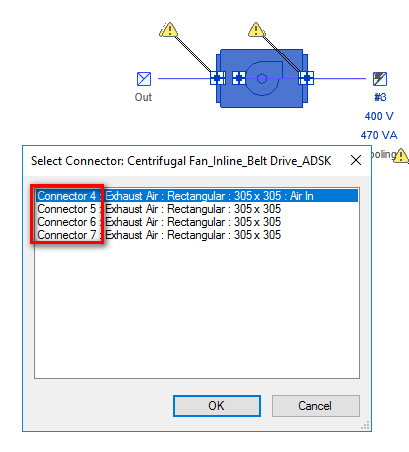 Out
#3
400 V
470 VA
ooling
Select Connector: Centrifugal Fan_Inline_Belt Drive_ADSK
Connector 4 : Exhaust Air : Rectangular : 305 x 305 : Air In
Connector 5 : Exhaust Air : Rectangular : 305 x 305
Connector 6 : Exhaust Air : Rectangular : 305 x 305
Connector 7 : Exhaust Air : Rectangular : 305 x 305
OK Cancel